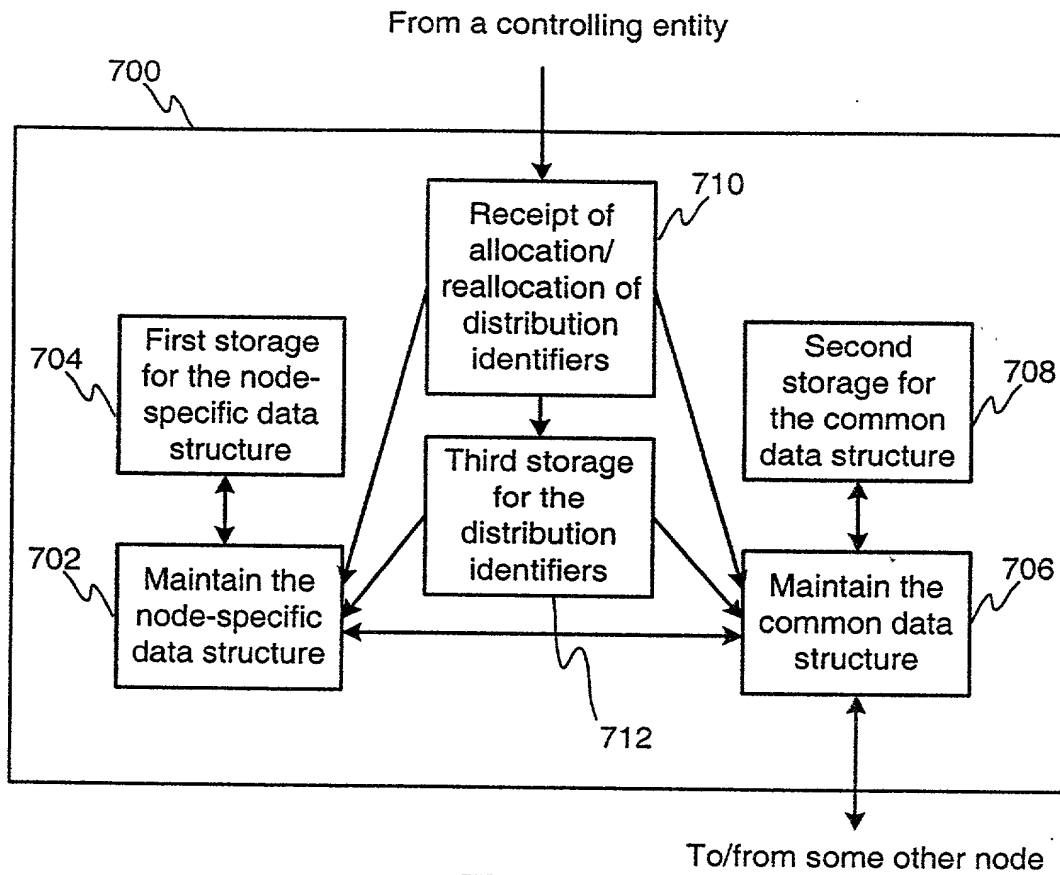 From a controlling entity
700
710
Receipt of
allocation/
reallocation of
distribution
identifiers
704
First storage
for the node-
specific data
structure
Second
storage for
the common
data structure
708
Third storage
for the
distribution
identifiers
702
Maintain the
node-specific
data structure
Maintain the
common data
structure
706
712
To/from some other node